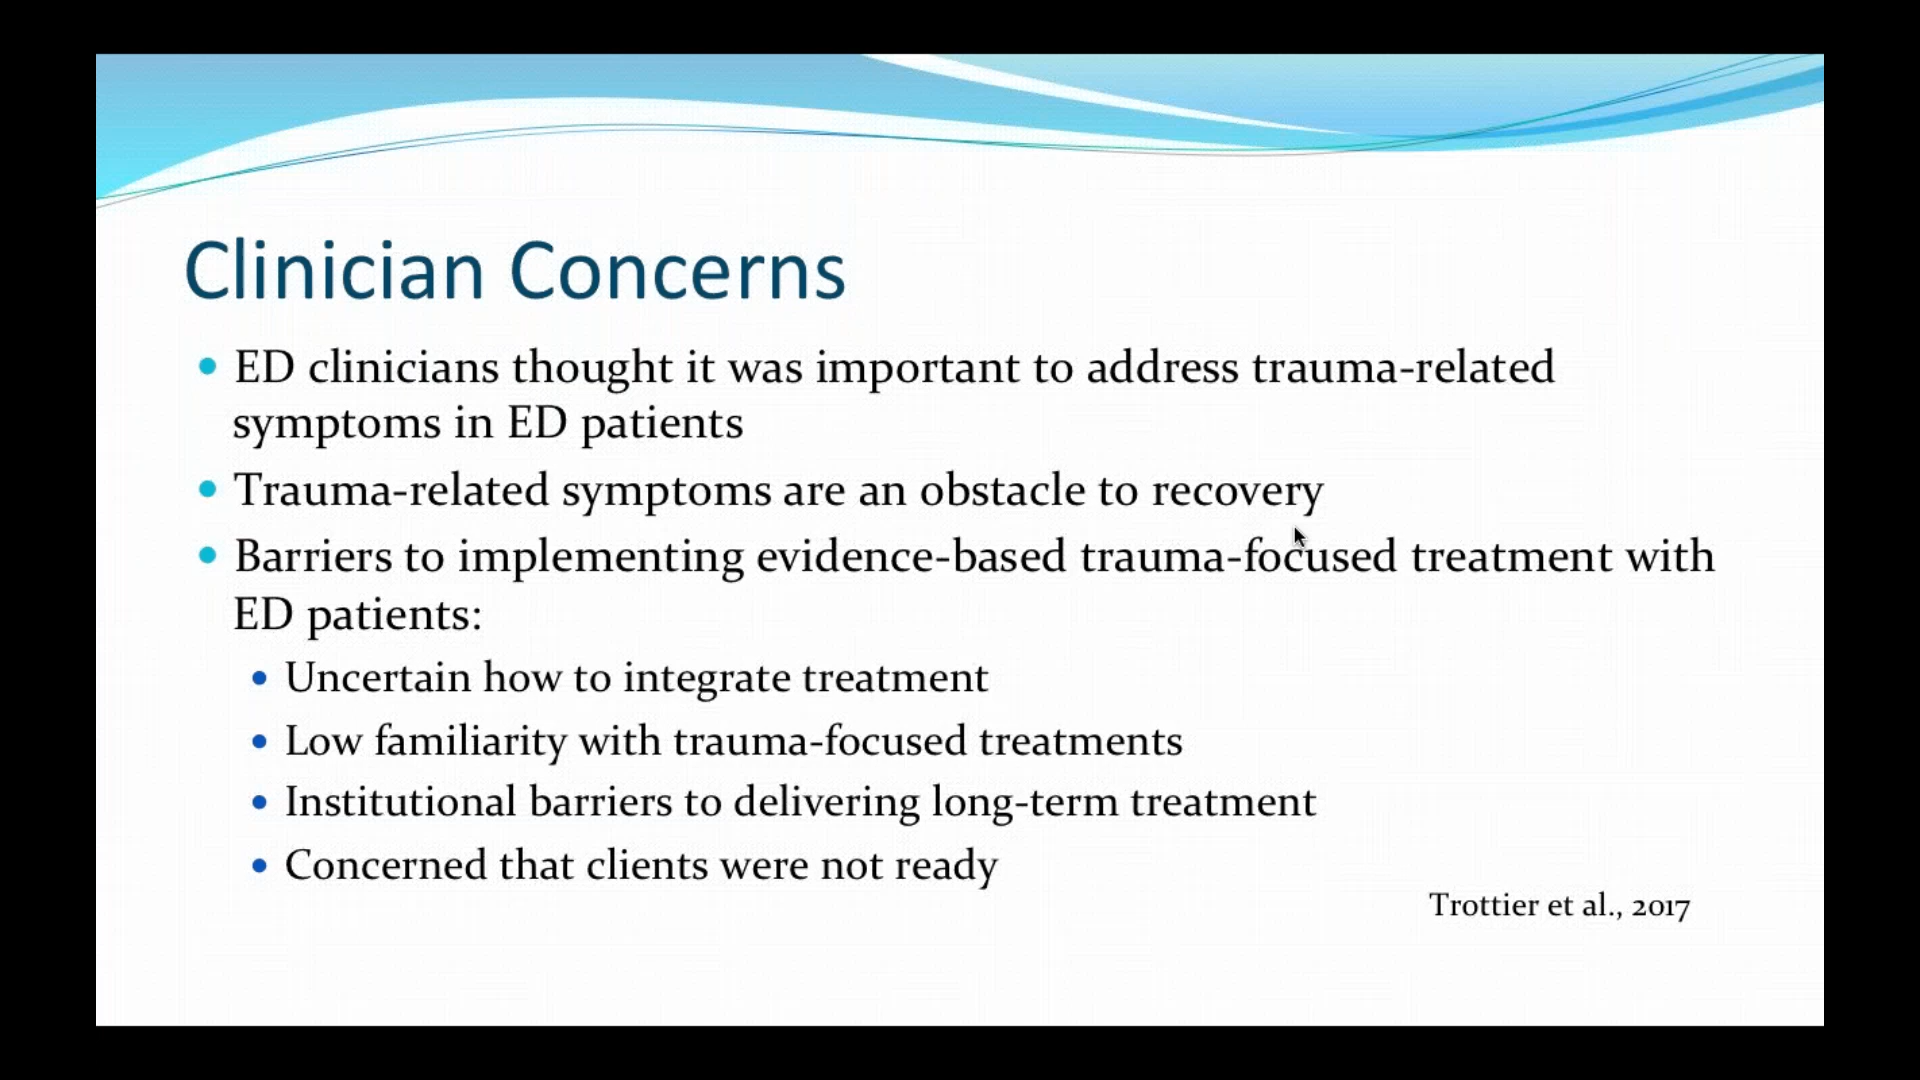 Clinician Concerns
• ED clinicians thought it was important to address trauma-related
symptoms in ED patients
• Trauma-related symptoms are an obstacle to recovery
• Barriers to implementing evidence-based trauma-focused treatment with
ED patients:
• Uncertain how to integrate treatment
• Low familiarity with trauma-focused treatments
• Institutional barriers to delivering long-term treatment
• Concerned that clients were not ready
Trottier et al., 2017